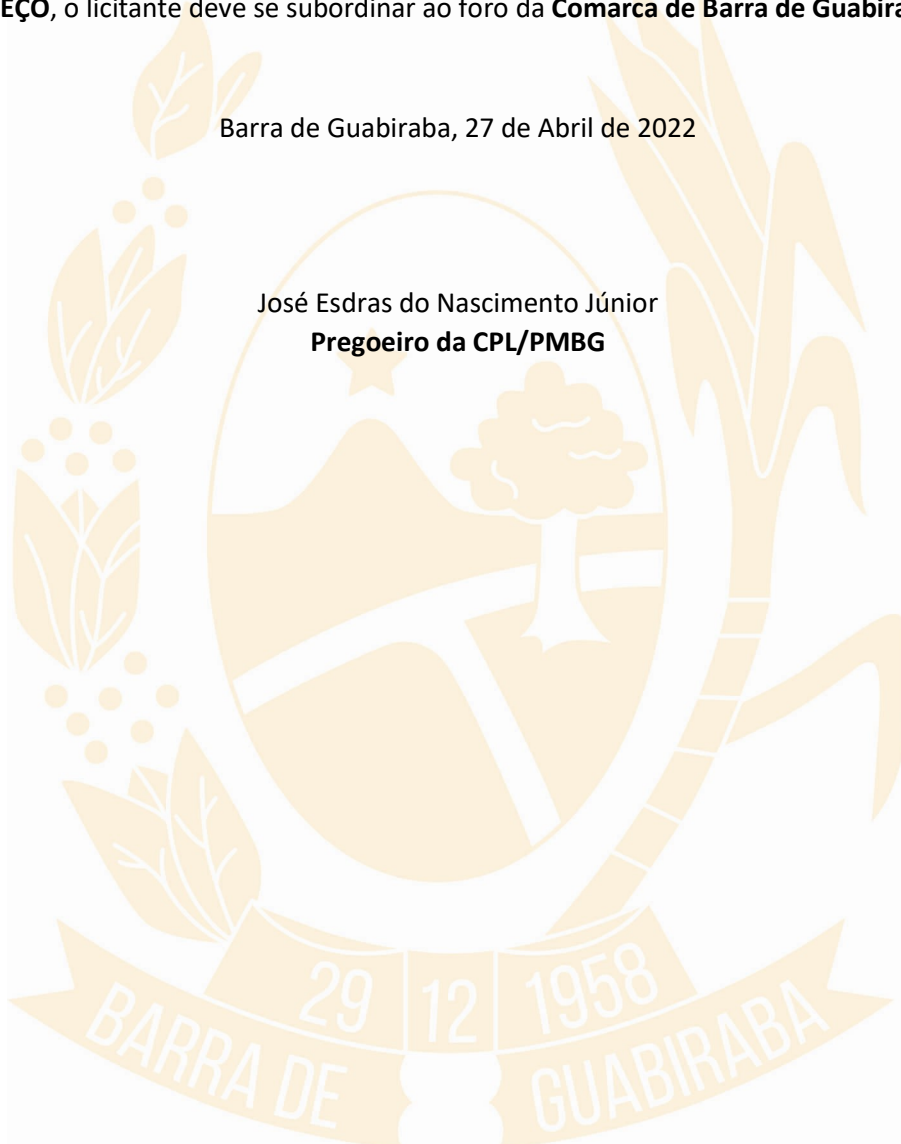 EÇO, o licitante deve se subordinar ao foro da Comarca de Barra de Guabira
Barra de Guabiraba, 27 de Abril de 2022
José Esdras do Nascimento Júnior
Pregoeiro da CPL/PMBG
29 12 1958
BARRA DE GUABIRABA